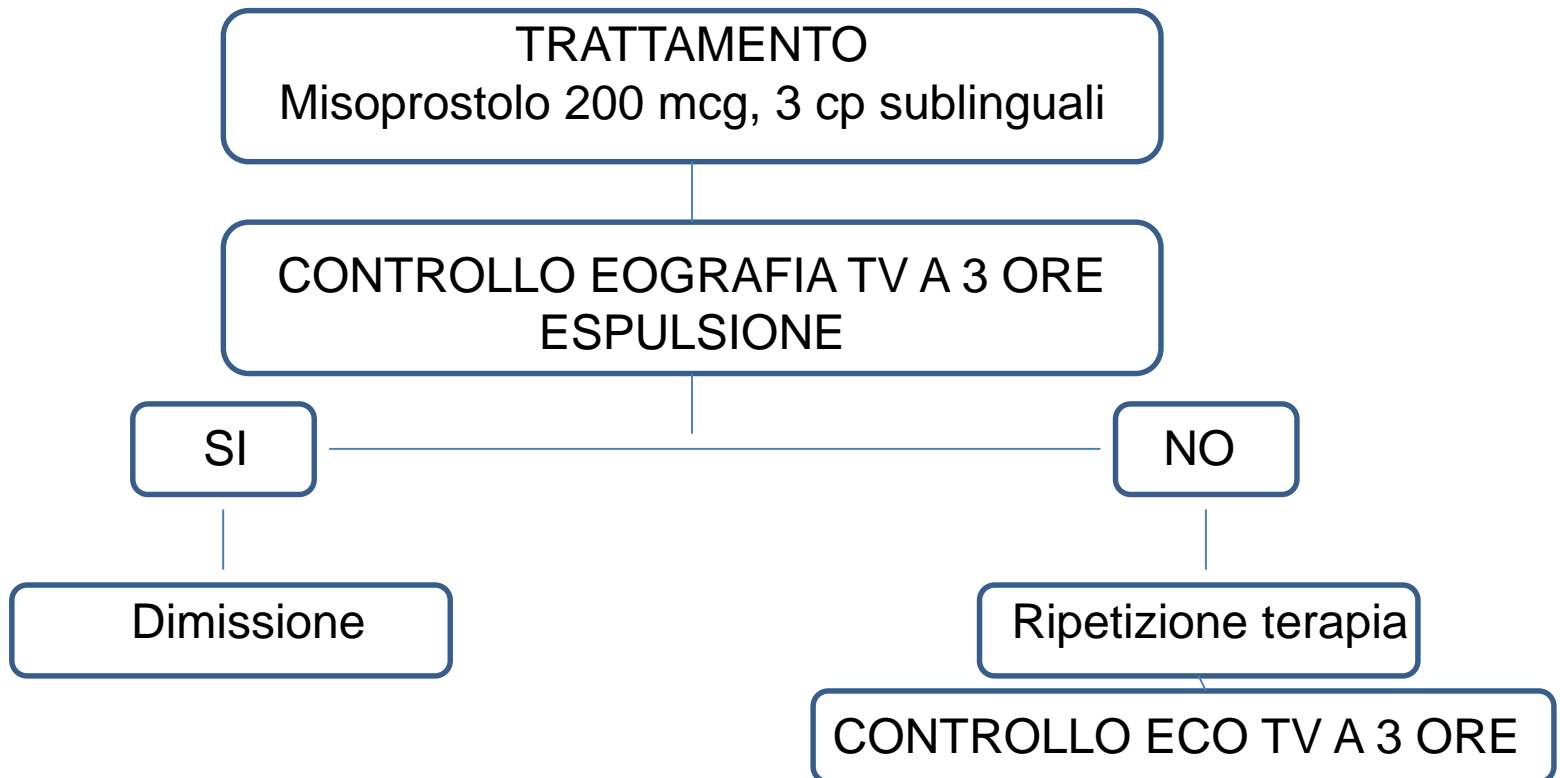 TRATTAMENTO
Misoprostolo 200 mcg, 3 cp sublinguali
CONTROLLO EOGRAFIA TV A 3 ORE
ESPULSIONE
SI
NO
Dimissione
Ripetizione terapia
CONTROLLO ECO TV A 3 ORE